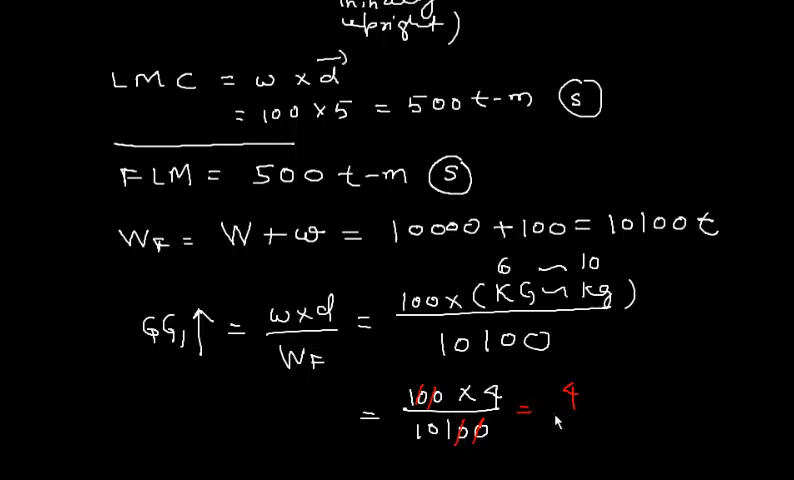 upright)
LMC = w x d
= 100 x 5 = 500 t-m (S)
FLM = 500 t-m (S)
WF = W + w = 10000 + 100 = 10100 t
6 ~ 10
GG1↑ = w x d / WF = 100 x (KG ~ kg) / 10100
= 100 x 4 / 10100 = 4